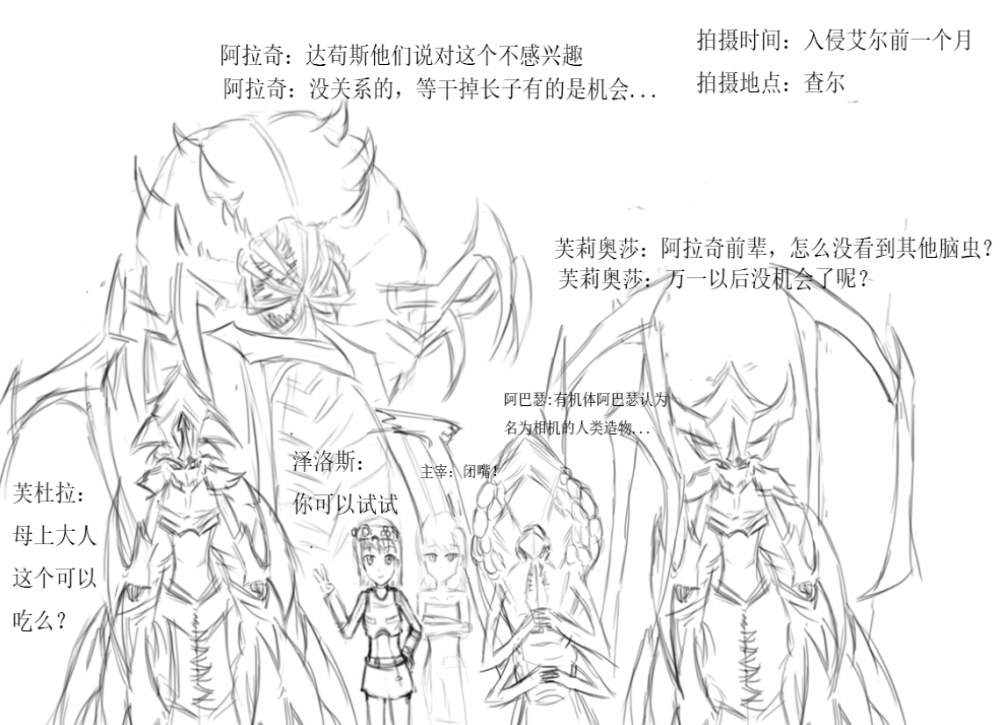 阿拉奇：达苟斯他们说对这个不感兴趣
阿拉奇：没关系的，等干掉长子有的是机会...
拍摄时间：入侵艾尔前一个月
拍摄地点：查尔
芙莉奥莎：阿拉奇前辈，怎么没看到其他脑虫？
芙莉奥莎：万一以后没机会了呢？
阿巴瑟:有机体阿巴瑟认为
名为相机的人类造物...
主宰：闭嘴！
泽洛斯：
你可以试试
芙杜拉：
母上大人
这个可以
吃么？